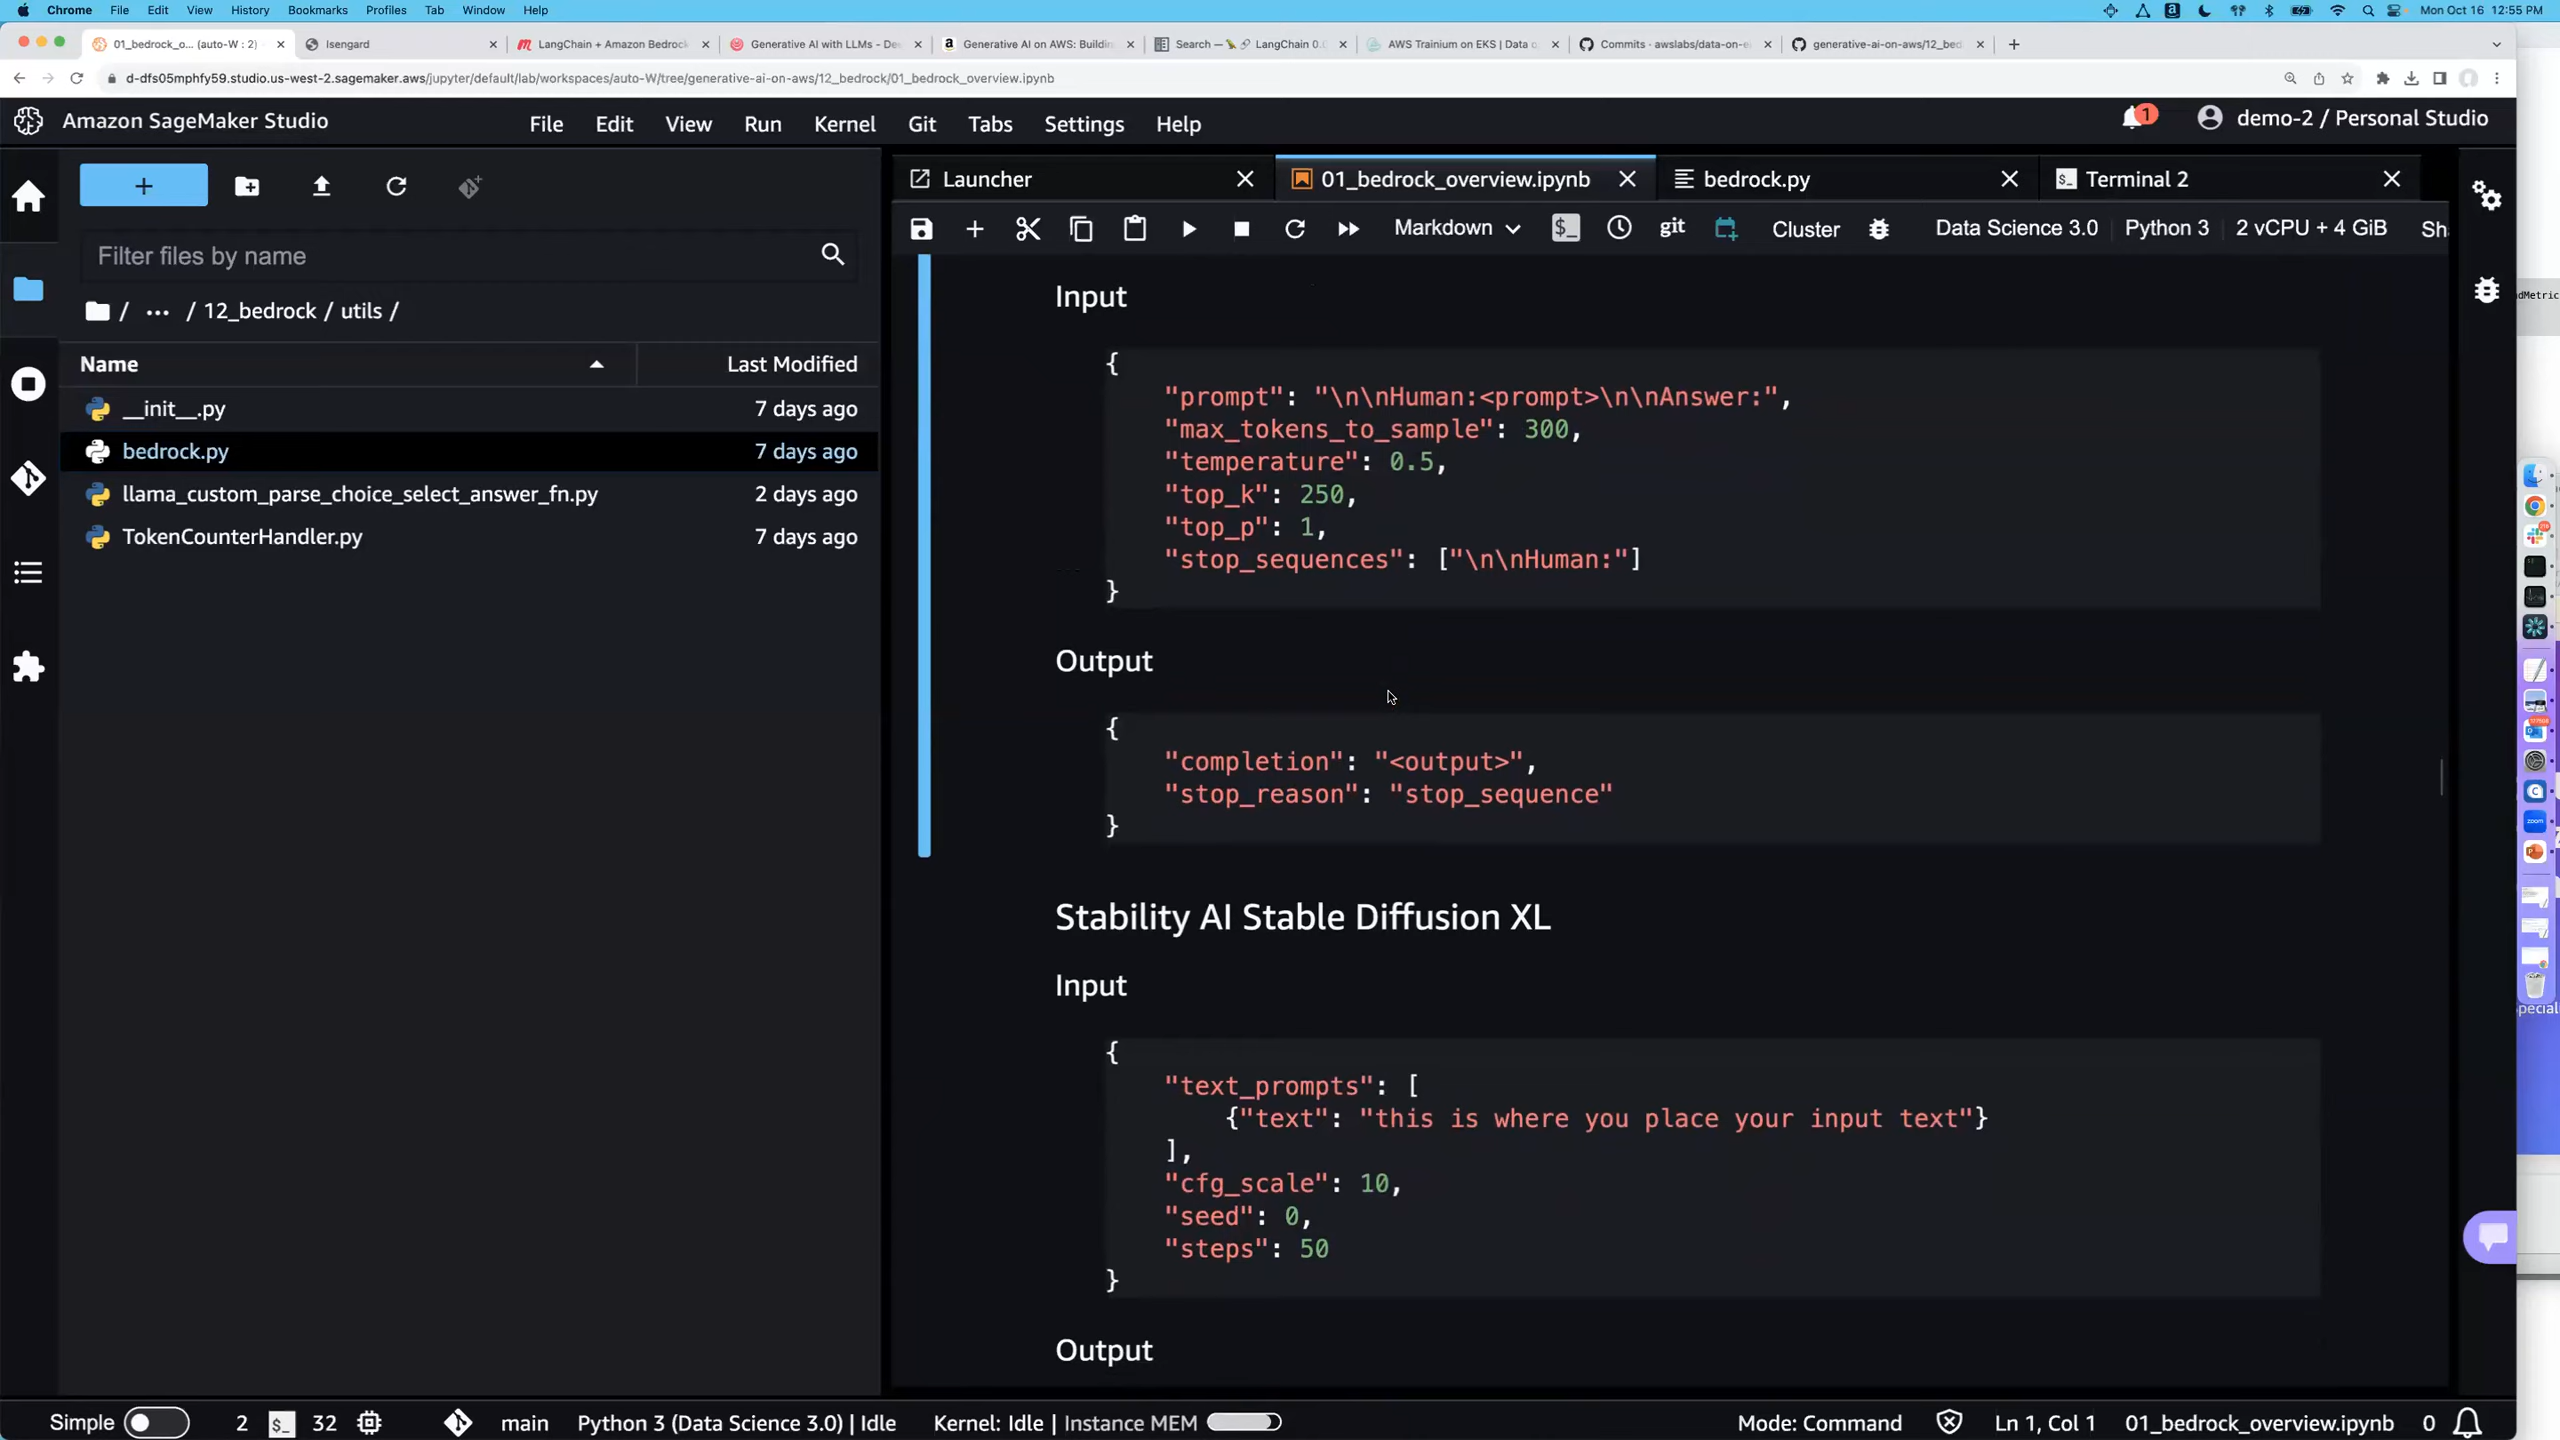 Chrome File Edit View History Bookmarks Profiles Tab Window Help Mon Oct 16 12:55 PM
01_bedrock_o... (auto-W : 2) Isengard LangChain + Amazon Bedrock Generative AI with LLMs - De Generative AI on AWS: Buildin Search — LangChain 0.0 AWS Trainium on EKS | Data o Commits · awslabs/data-on-e generative-ai-on-aws/12_bed
d-dfs05mphfy59.studio.us-west-2.sagemaker.aws/jupyter/default/lab/workspaces/auto-W/tree/generative-ai-on-aws/12_bedrock/01_bedrock_overview.ipynb
Amazon SageMaker Studio File Edit View Run Kernel Git Tabs Settings Help 1 demo-2 / Personal Studio
Launcher 01_bedrock_overview.ipynb bedrock.py Terminal 2
Markdown git Cluster Data Science 3.0 Python 3 2 vCPU + 4 GiB Sh
Filter files by name
/ ··· / 12_bedrock / utils /
Name Last Modified
__init__.py 7 days ago
bedrock.py 7 days ago
llama_custom_parse_choice_select_answer_fn.py 2 days ago
TokenCounterHandler.py 7 days ago
Input
{
"prompt": "\n\nHuman:<prompt>\n\nAnswer:",
"max_tokens_to_sample": 300,
"temperature": 0.5,
"top_k": 250,
"top_p": 1,
"stop_sequences": ["\n\nHuman:"]
}
Output
{
"completion": "<output>",
"stop_reason": "stop_sequence"
}
Stability AI Stable Diffusion XL
Input
{
"text_prompts": [
{"text": "this is where you place your input text"}
],
"cfg_scale": 10,
"seed": 0,
"steps": 50
}
Output
dMetric
zoom
pecial
Simple 2 $_ 32 main Python 3 (Data Science 3.0) | Idle Kernel: Idle | Instance MEM Mode: Command Ln 1, Col 1 01_bedrock_overview.ipynb 0